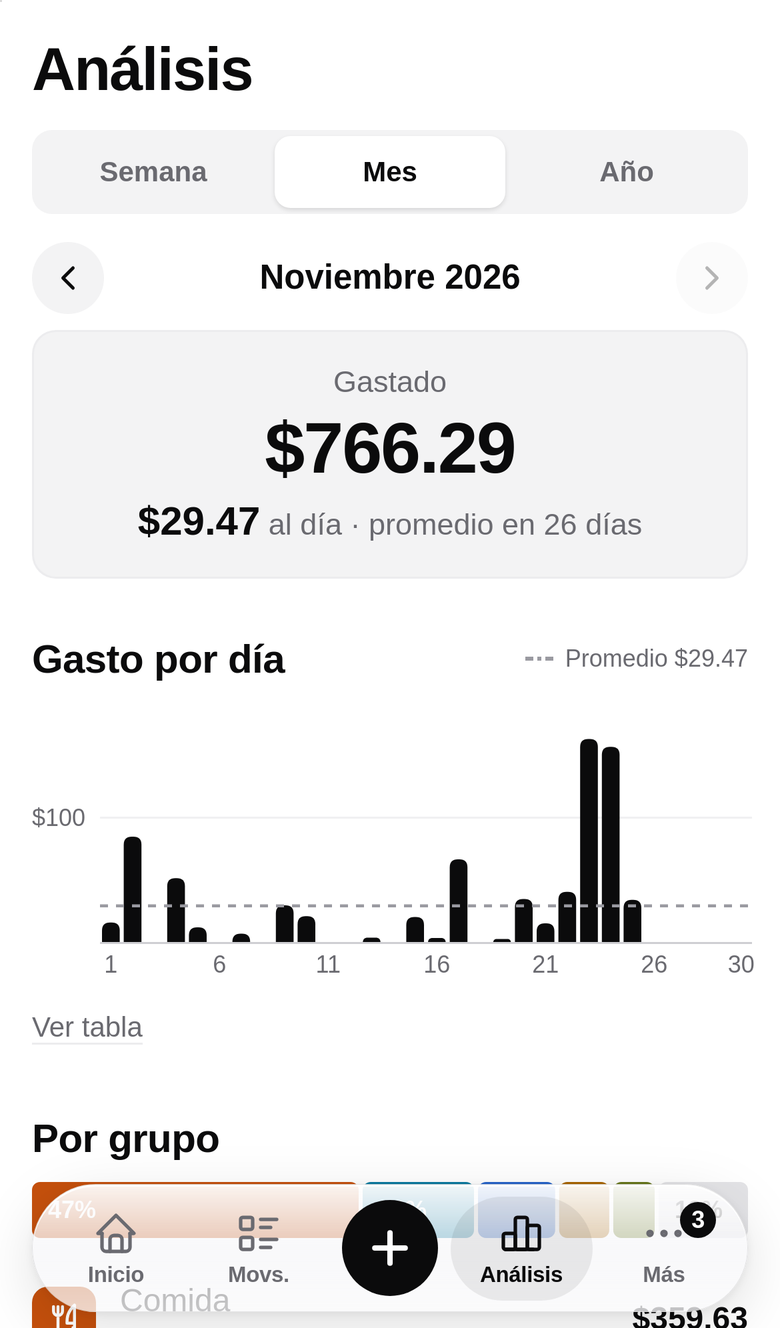 Análisis
Semana Mes Año
Noviembre 2026
Gastado
$766.29
$29.47 al día · promedio en 26 días
Gasto por día
Promedio $29.47
$100
1 6 11 16 21 26 30
Ver tabla
Por grupo
47%
3
Inicio Movs. Análisis Más
Comida
$359.63